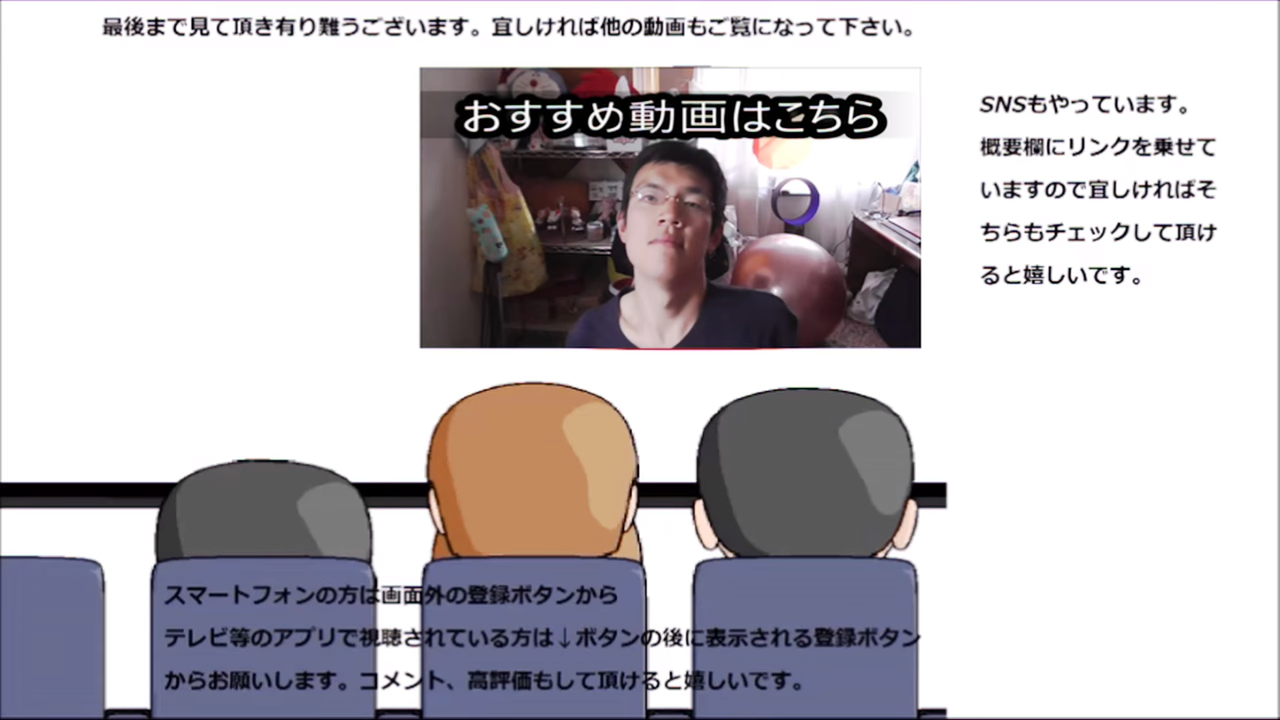 最後まで見て頂き有り難うございます。宜しければ他の動画もご覧になって下さい。
おすすめ動画はこちら
SNSもやっています。
概要欄にリンクを乗せて
いますので宜しければそ
ちらもチェックして頂け
ると嬉しいです。
スマートフォンの方は画面外の登録ボタンから
テレビ等のアプリで視聴されている方は↓ボタンの後に表示される登録ボタン
からお願いします。コメント、高評価もして頂けると嬉しいです。